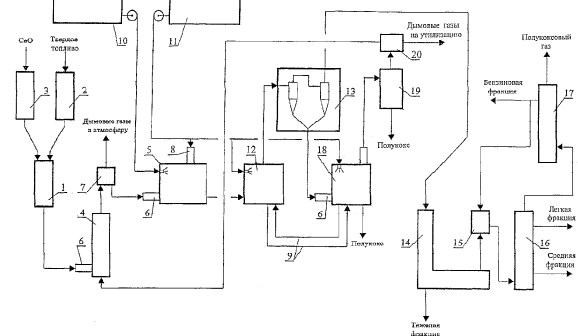 10
11
Дымовые газы
на утилизацию
Полукоксовый
газ
CaO
Твердое
топливо
20
3
2
13
19
Бензиновая
фракция
17
Дымовые газы
в атмосферу
Полукокс
5
8
12
18
1
7
6
6
6
4
Полукокс
9
14
15
16
Легкая
фракция
Средняя
фракция
Тяжелая
фракция